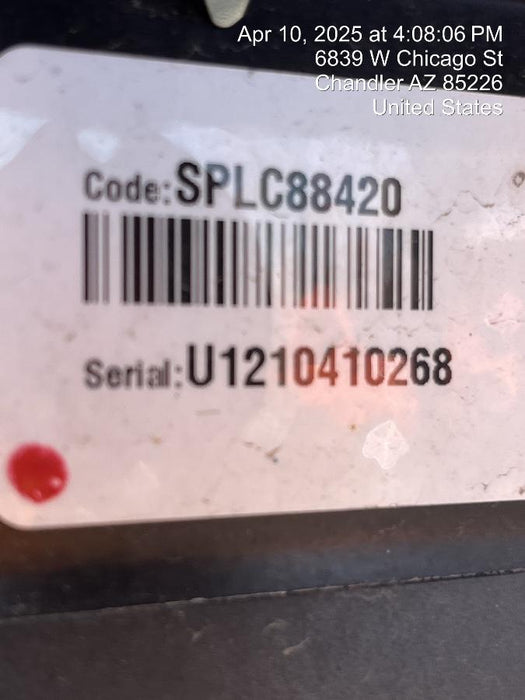 Apr 10, 2025 at 4:08:06 PM
6839 W Chicago St
Chandler AZ 85226
United States
Code:SPLC88420
Serial:U1210410268